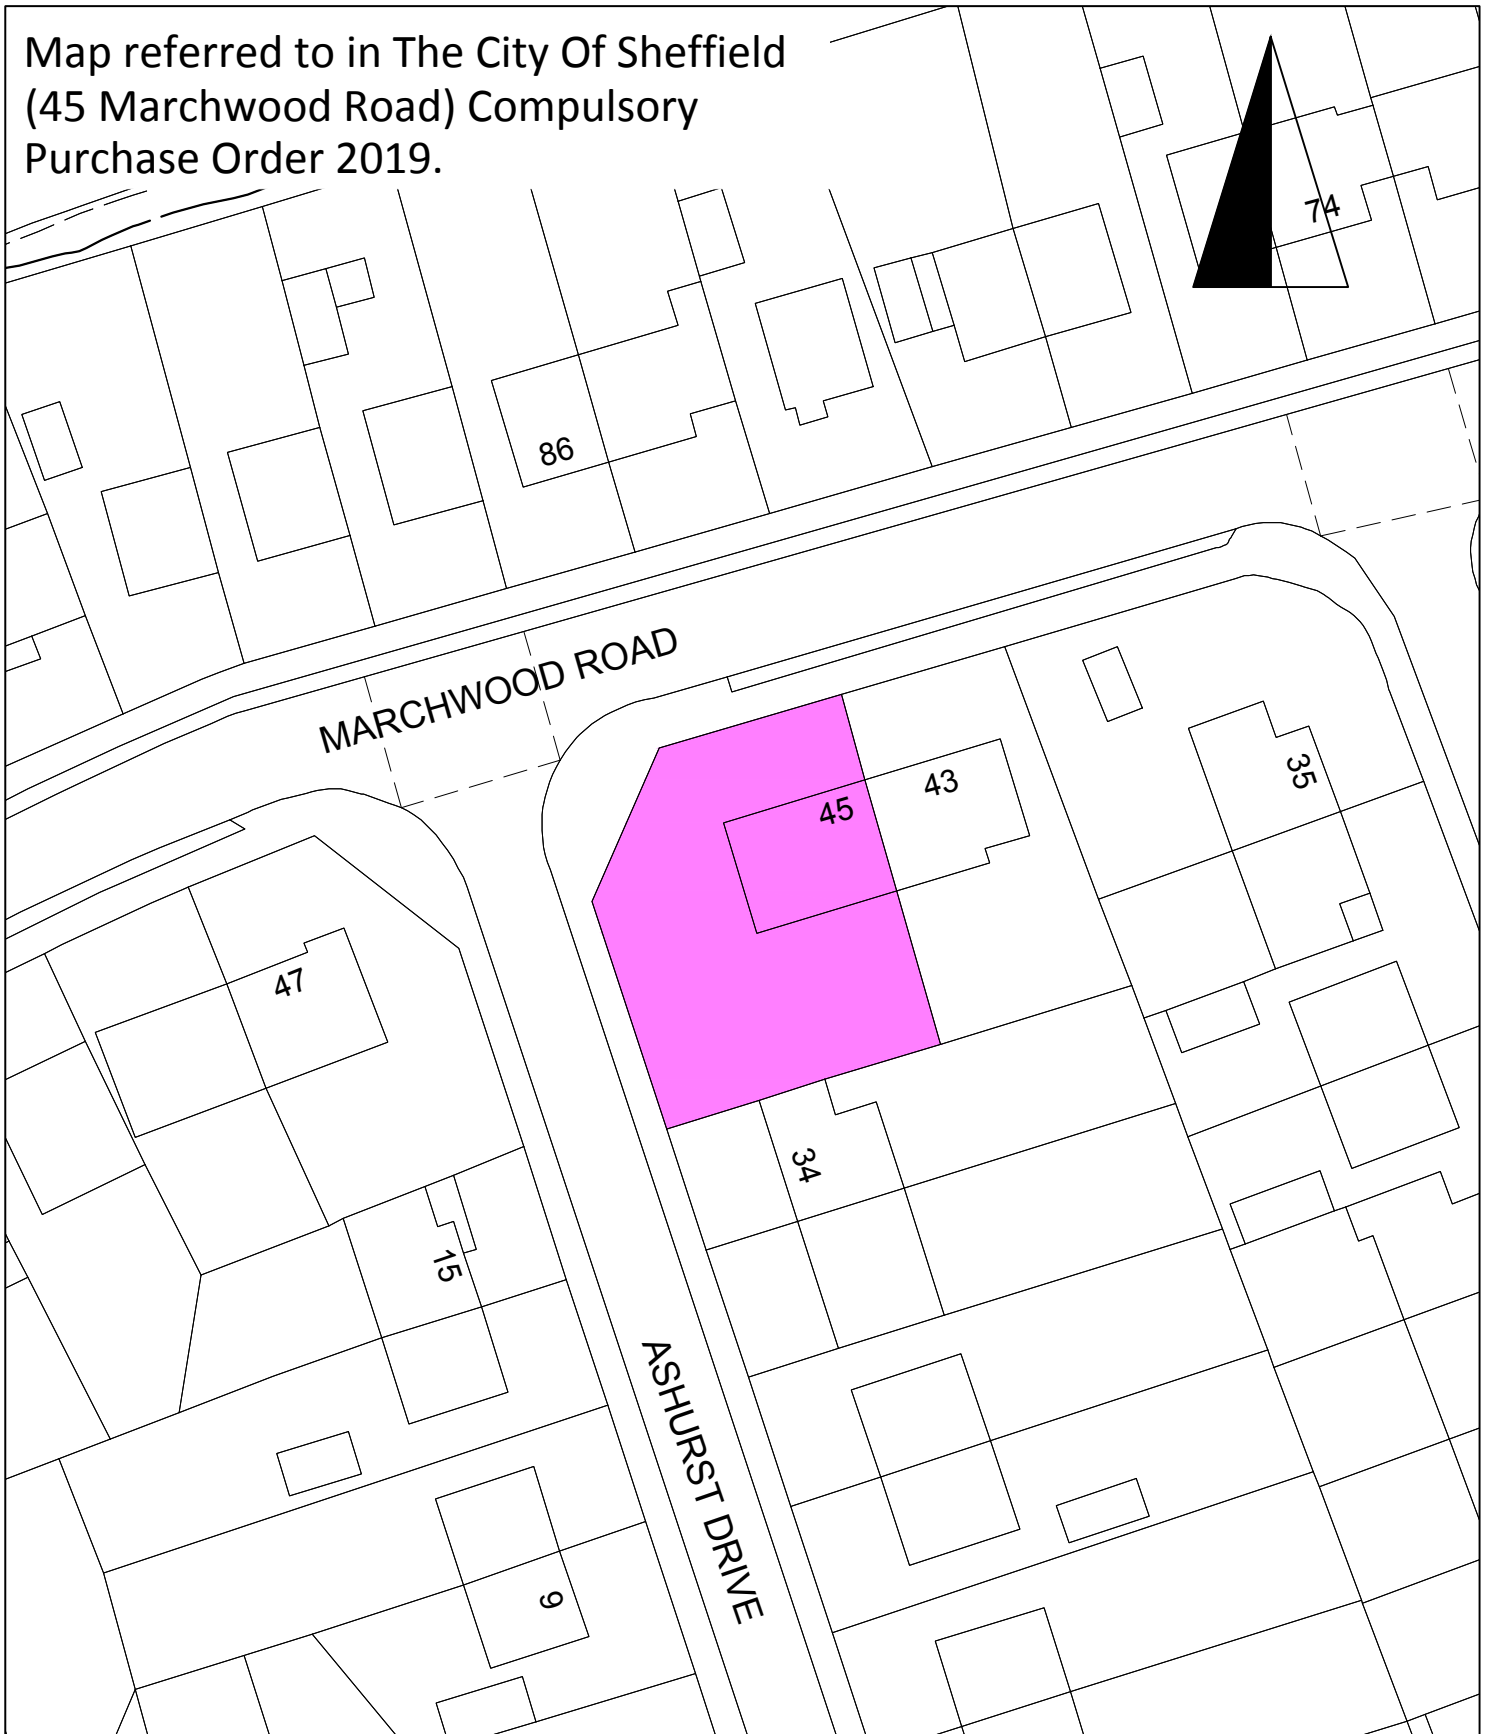 Map referred to in The City Of Sheffield
(45 Marchwood Road) Compulsory
Purchase Order 2019.
74
86
MARCHWOOD ROAD
43
45
35
47
34
15
ASHURST DRIVE
9